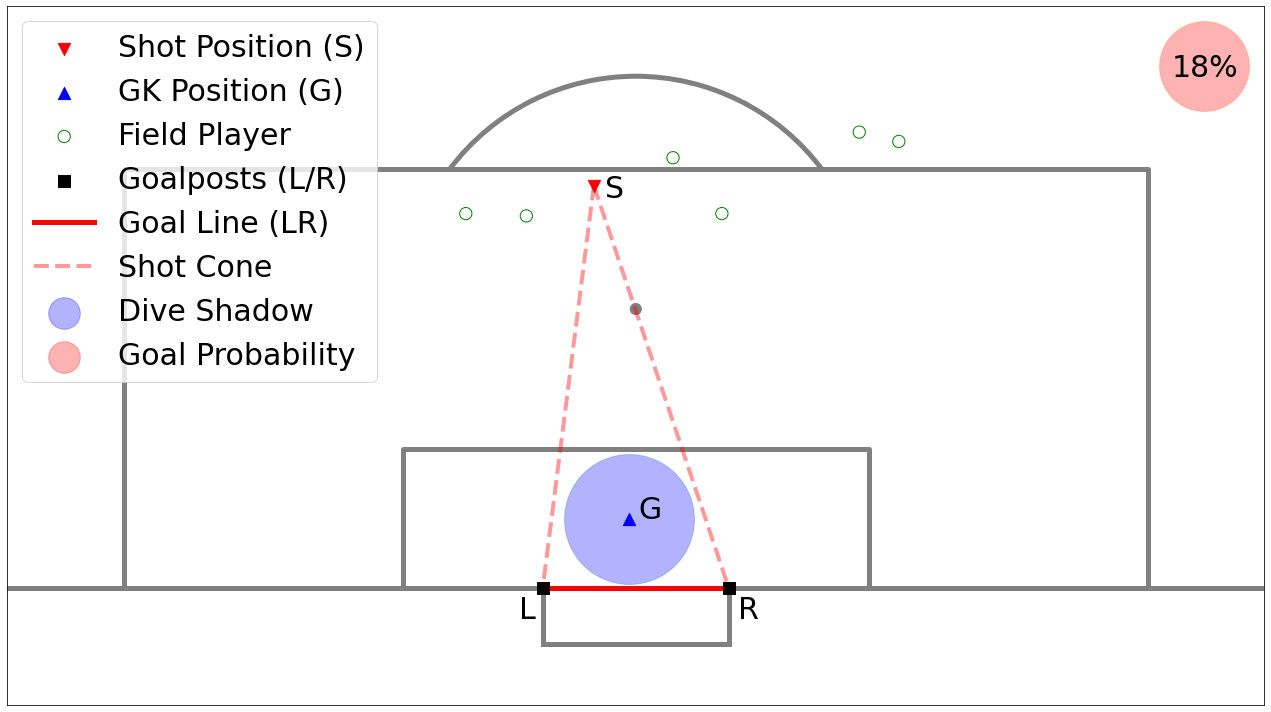 Shot Position (S)
GK Position (G)
Field Player
Goalposts (L/R)
Goal Line (LR)
Shot Cone
Dive Shadow
Goal Probability
18%
S
G
L
R